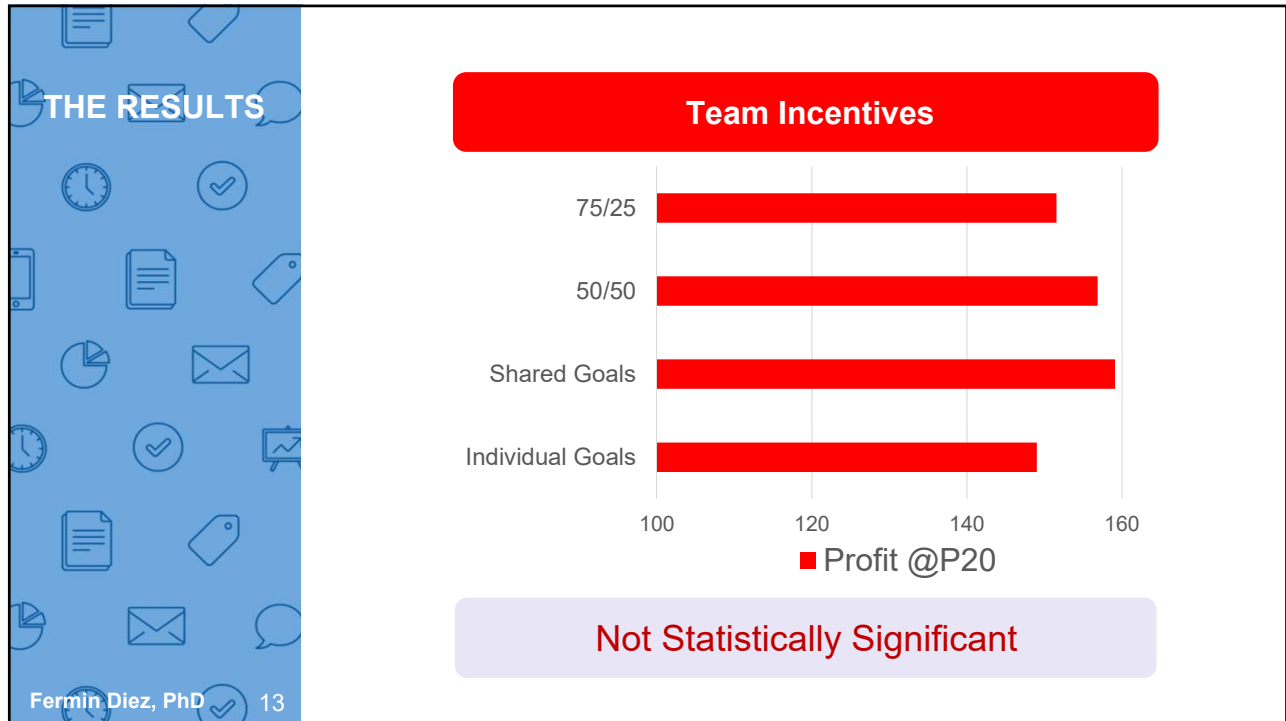 THE RESULTS
Team Incentives
75/25
50/50
Shared Goals
Individual Goals
100 120 140 160
Profit @P20
Not Statistically Significant
Fermin Diez, PhD 13